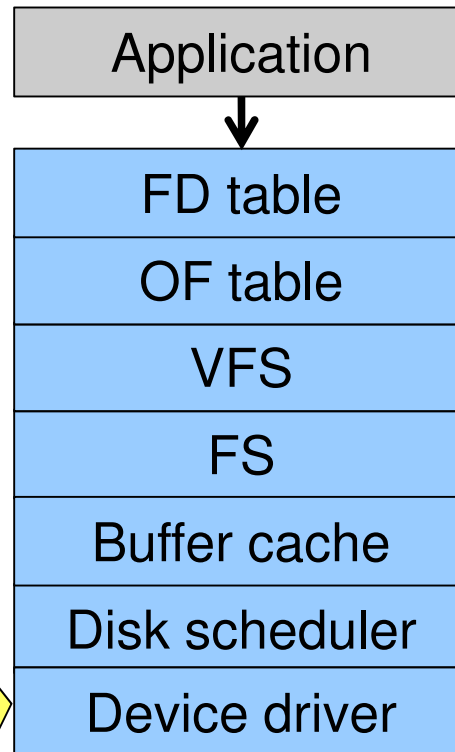 Application
FD table
OF table
VFS
FS
Buffer cache
Disk scheduler
Device driver